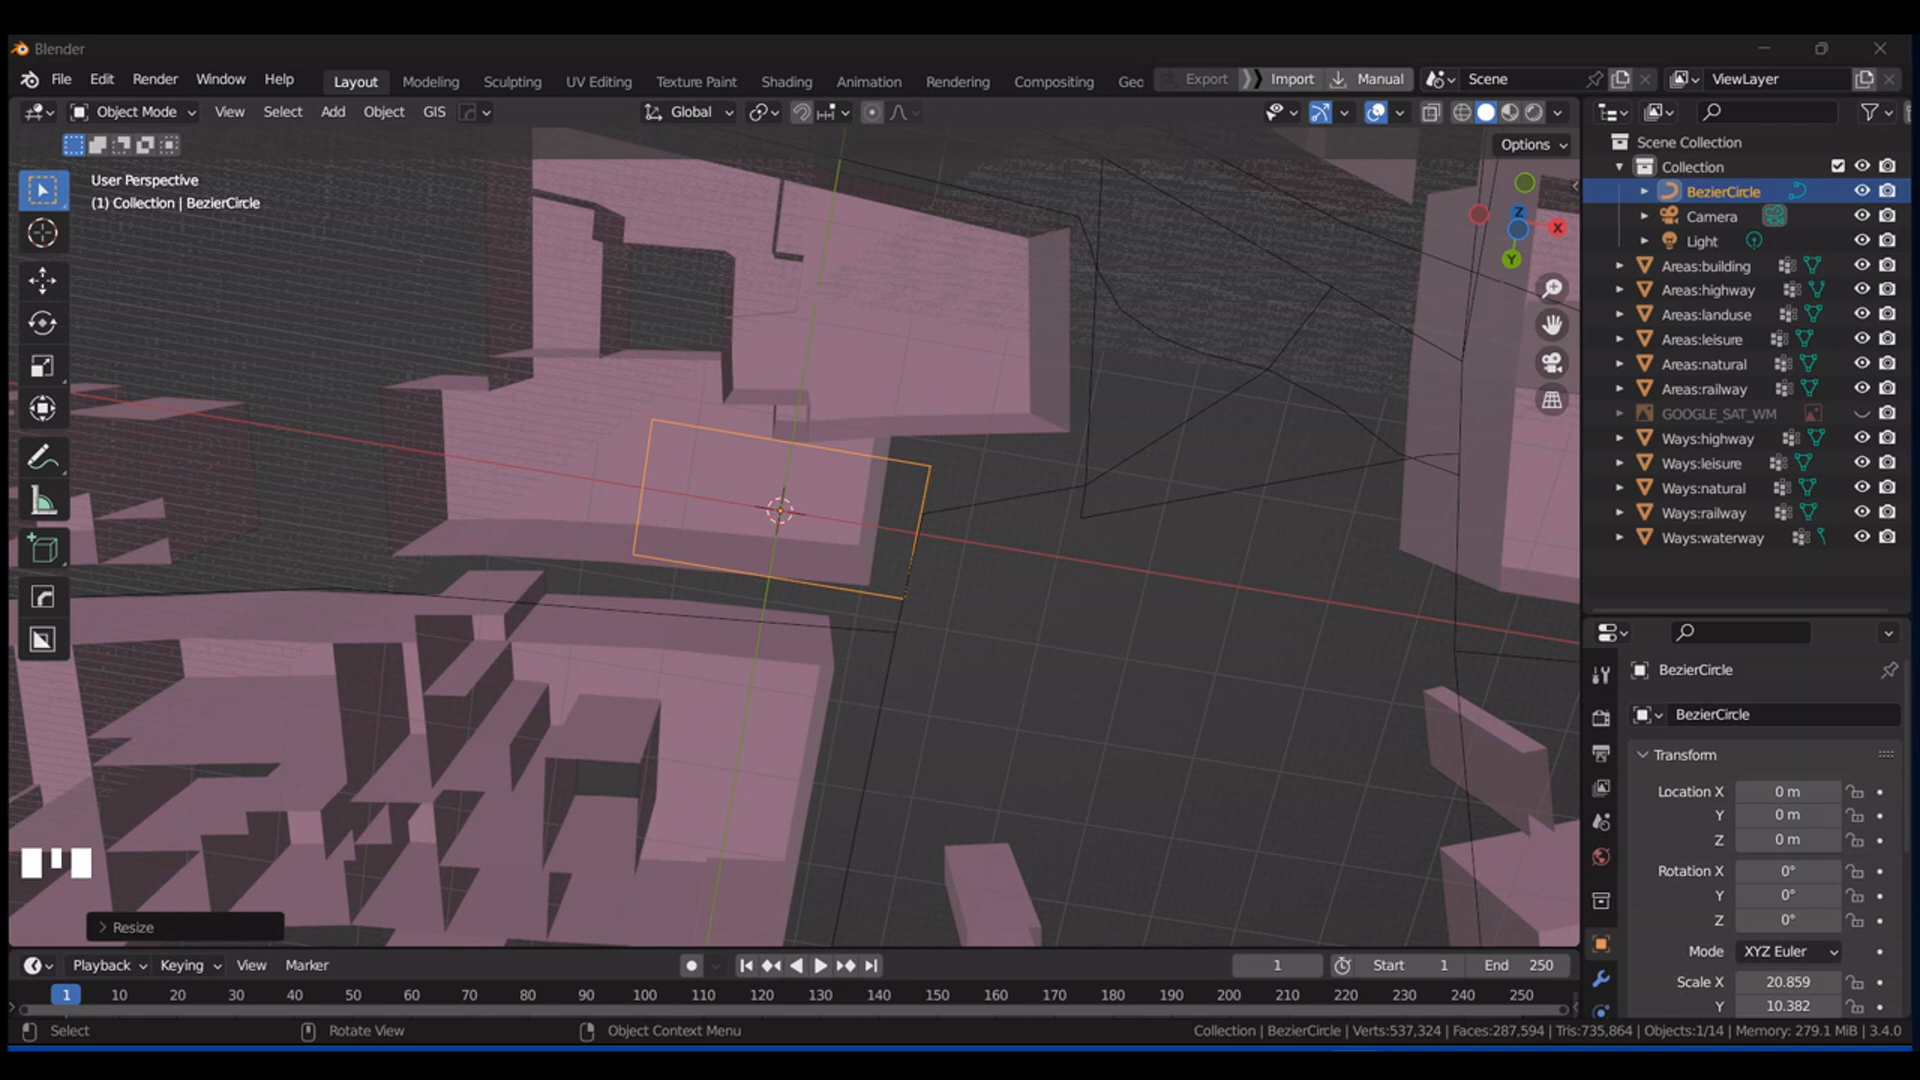 Blender
File Edit Render Window Help Layout Modeling Sculpting UV Editing Texture Paint Shading Animation Rendering Compositing Geo Export Import Manual Scene ViewLayer
Object Mode View Select Add Object GIS Global
Options
User Perspective
(1) Collection | BezierCircle
Z
X
Y
Scene Collection
Collection
BezierCircle
Camera
Light
Areas:building
Areas:highway
Areas:landuse
Areas:leisure
Areas:natural
Areas:railway
GOOGLE_SAT_WM
Ways:highway
Ways:leisure
Ways:natural
Ways:railway
Ways:waterway
BezierCircle
BezierCircle
Transform
Location X 0 m
Y 0 m
Z 0 m
Rotation X 0°
Y 0°
Z 0°
Mode XYZ Euler
Scale X 20.859
Y 10.382
Resize
Playback Keying View Marker 1 Start 1 End 250
1 10 20 30 40 50 60 70 80 90 100 110 120 130 140 150 160 170 180 190 200 210 220 230 240 250
Select Rotate View Object Context Menu Collection | BezierCircle | Verts:537,324 | Faces:287,594 | Tris:735,864 | Objects:1/14 | Memory: 279.1 MiB | 3.4.0